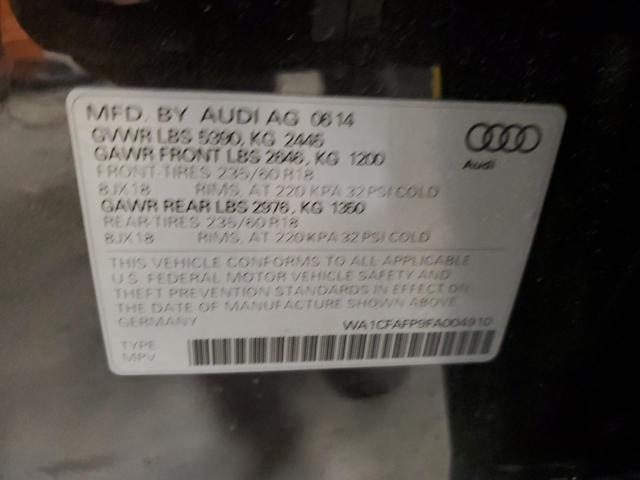 MFD. BY AUDI AG 06 14
GVWR LBS 5390, KG 2445
GAWR FRONT LBS 2646, KG 1200
FRONT-TIRES 235/60 R18
8JX18 RIMS, AT 220 KPA 32 PSI COLD
GAWR REAR LBS 2976, KG 1350
REAR-TIRES 235/60 R18
8JX18 RIMS, AT 220 KPA 32 PSI COLD
THIS VEHICLE CONFORMS TO ALL APPLICABLE
U.S. FEDERAL MOTOR VEHICLE SAFETY AND
THEFT PREVENTION STANDARDS IN EFFECT ON
THE DATE OF MANUFACTURE SHOWN ABOVE.
GERMANY
WA1CFAFP9FA004910
TYPE
MPV
Audi